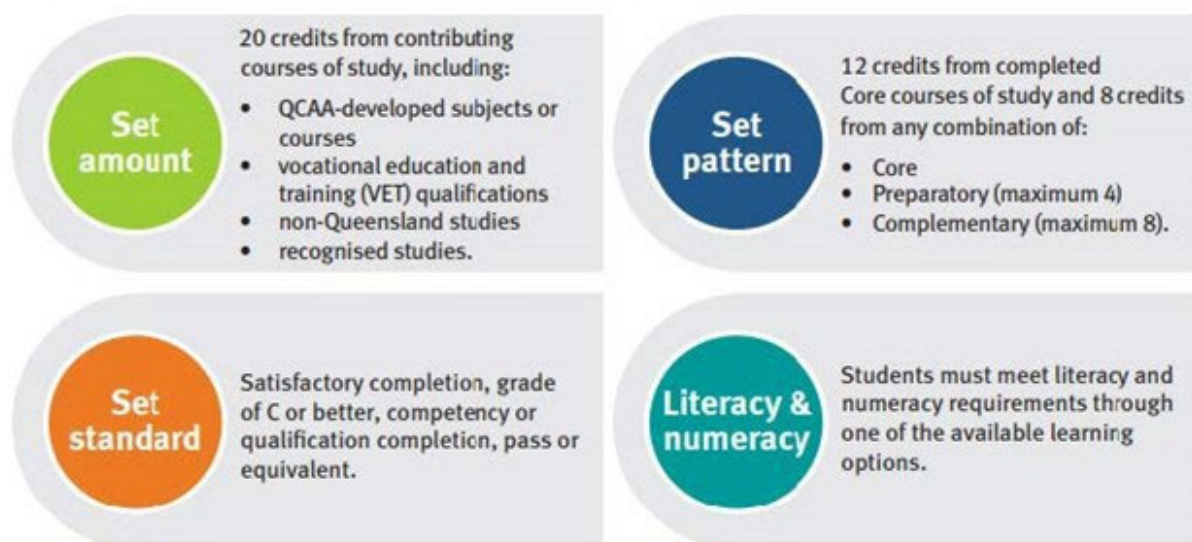 Set
amount
20 credits from contributing
courses of study, including:
• QCAA-developed subjects or
courses
• vocational education and
training (VET) qualifications
• non-Queensland studies
• recognised studies.
Set
pattern
12 credits from completed
Core courses of study and 8 credits
from any combination of:
• Core
• Preparatory (maximum 4)
• Complementary (maximum 8).
Set
standard
Satisfactory completion, grade
of C or better, competency or
qualification completion, pass or
equivalent.
Literacy &
numeracy
Students must meet literacy and
numeracy requirements through
one of the available learning
options.